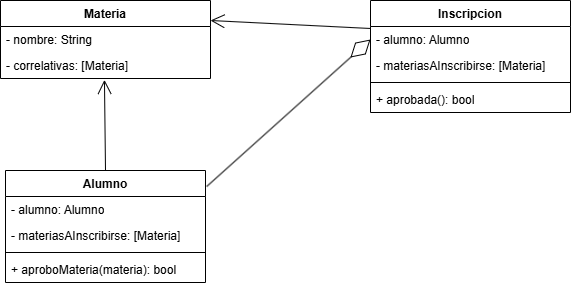 Materia
- nombre: String
- correlativas: [Materia]
Inscripcion
- alumno: Alumno
- materiasAInscribirse: [Materia]
+ aprobada(): bool
Alumno
- alumno: Alumno
- materiasAInscribirse: [Materia]
+ aproboMateria(materia): bool